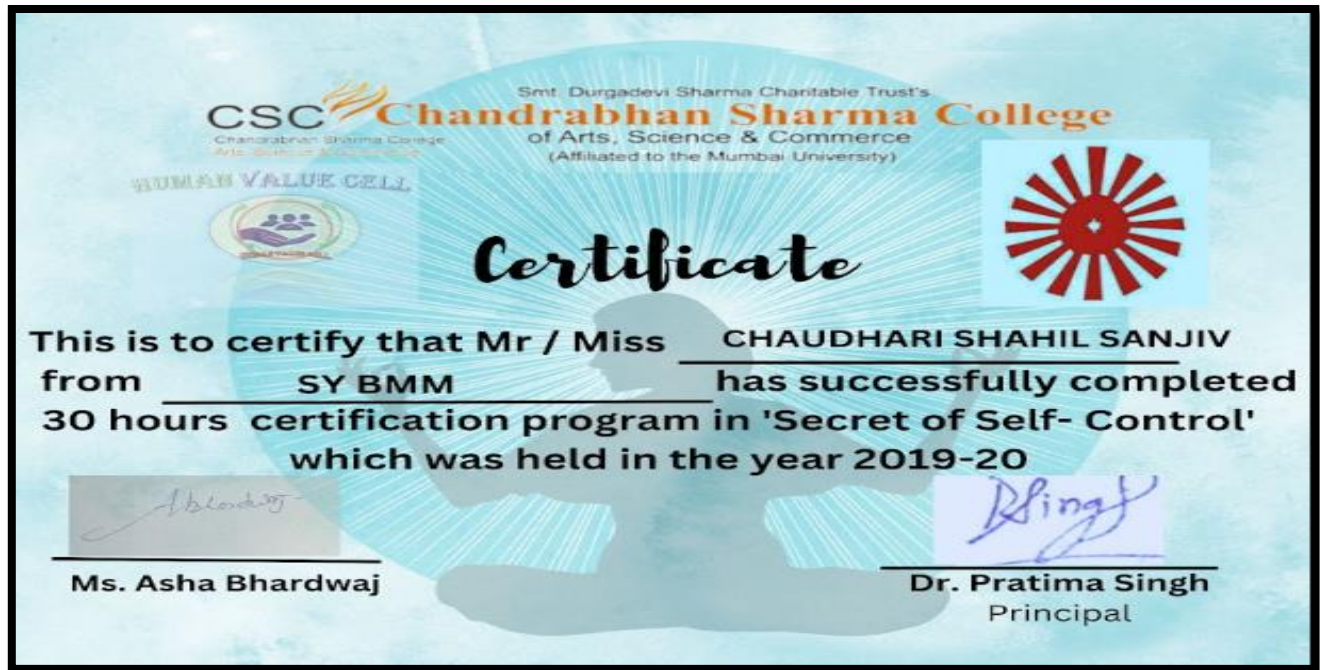 Smt. Durgadevi Sharma Charitable Trust's
CSC Chandrabhan Sharma College
Chandrabhan Sharma College
of Arts, Science & Commerce
(Affiliated to the Mumbai University)
HUMAN VALUE CELL
Certificate
This is to certify that Mr / Miss CHAUDHARI SHAHIL SANJIV
from SY BMM has successfully completed
30 hours certification program in 'Secret of Self- Control'
which was held in the year 2019-20
Ms. Asha Bhardwaj
Dr. Pratima Singh
Principal